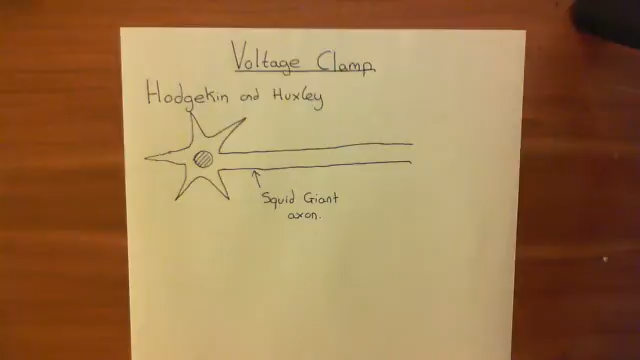 Voltage Clamp
Hodgekin and Huxley
Squid Giant
axon.